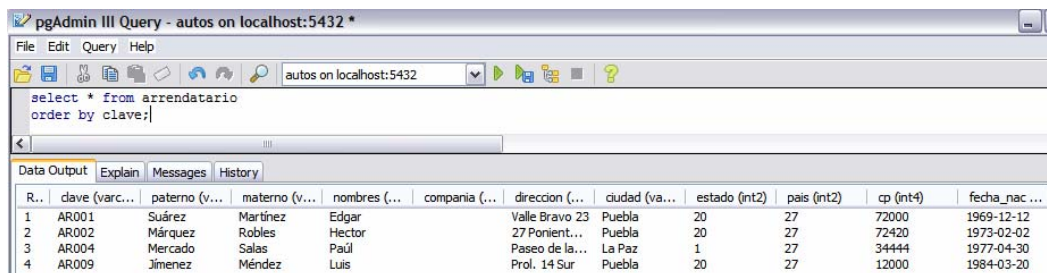 pgAdmin III Query - autos on localhost:5432 *
File Edit Query Help
autos on localhost:5432
select * from arrendatario
order by clave;
Data Output Explain Messages History
R... clave (varc... paterno (v... materno (v... nombres (... compania (... direccion (... ciudad (va... estado (int2) pais (int2) cp (int4) fecha_nac ...
1 AR001 Suárez Martínez Edgar Valle Bravo 23 Puebla 20 27 72000 1969-12-12
2 AR002 Márquez Robles Hector 27 Ponient... Puebla 20 27 72420 1973-02-02
3 AR004 Mercado Salas Paúl Paseo de la... La Paz 1 27 34444 1977-04-30
4 AR009 Jímenez Méndez Luis Prol. 14 Sur Puebla 20 27 12000 1984-03-20